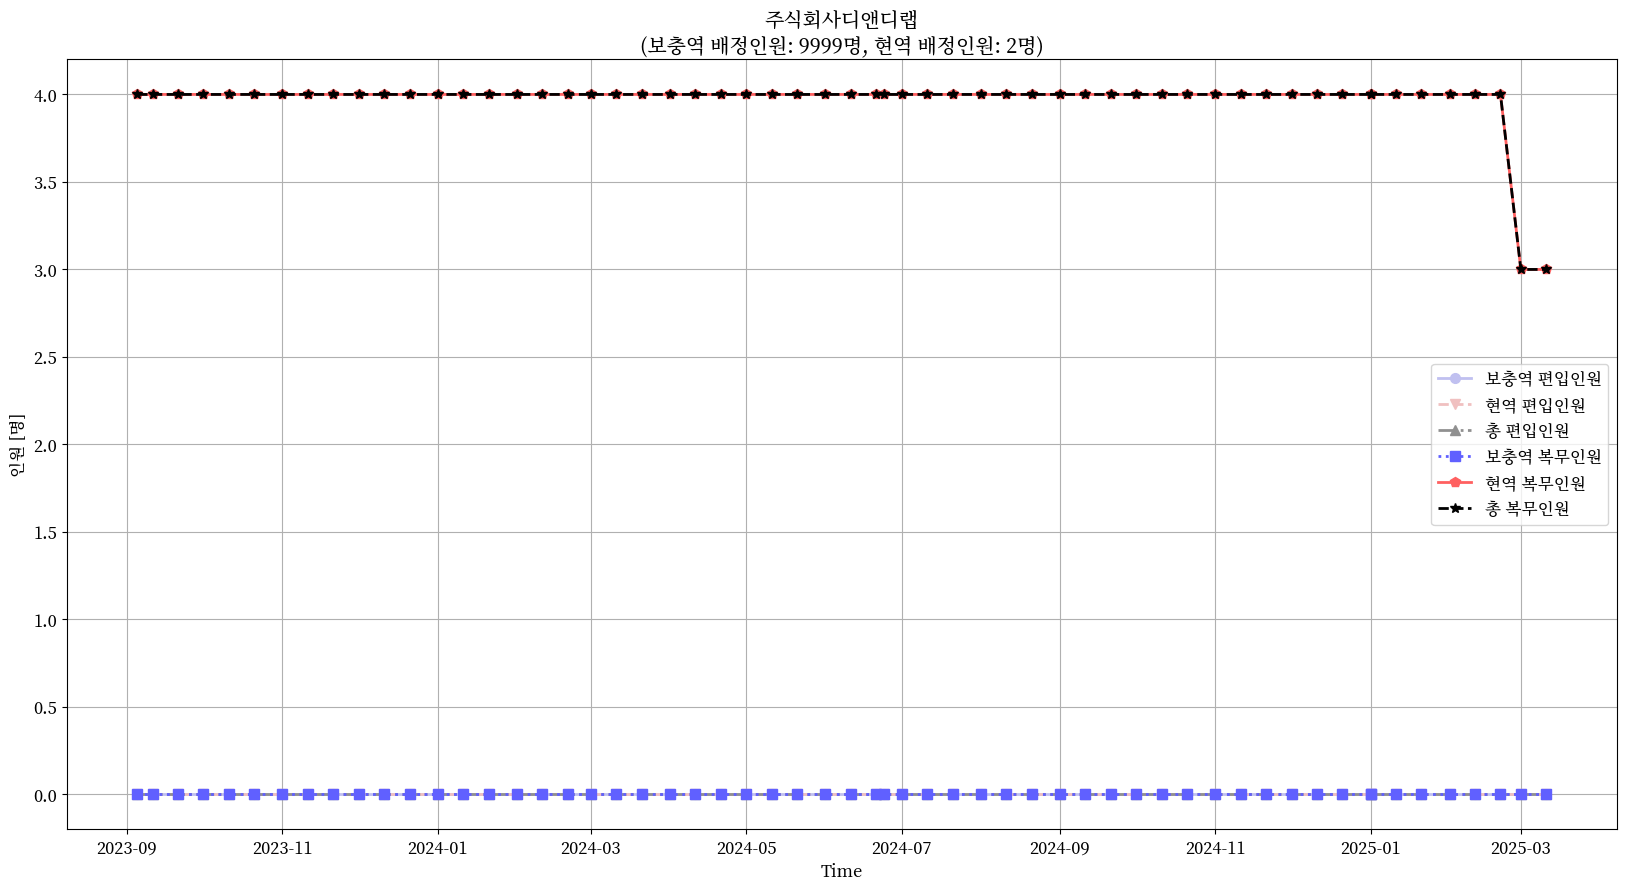 주식회사디앤디랩
(보충역 배정인원: 9999명, 현역 배정인원: 2명)
4.0
3.5
3.0
2.5
2.0
1.5
1.0
0.5
0.0
인원 [명]
보충역 편입인원
현역 편입인원
총 편입인원
보충역 복무인원
현역 복무인원
총 복무인원
2023-09
2023-11
2024-01
2024-03
2024-05
2024-07
2024-09
2024-11
2025-01
2025-03
Time